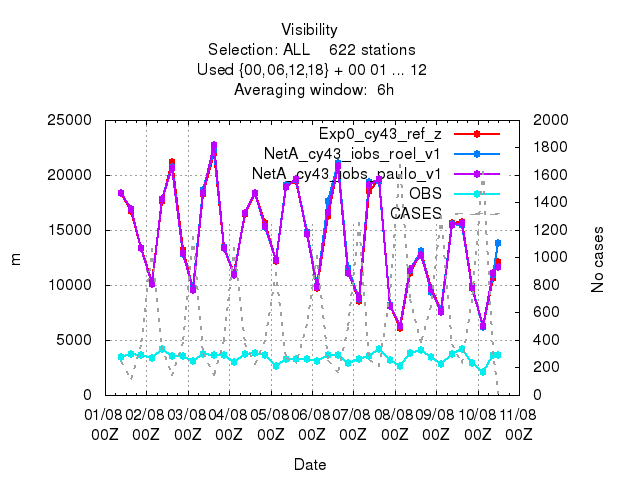 Visibility
Selection: ALL 622 stations
Used {00,06,12,18} + 00 01 ... 12
Averaging window: 6h
25000
20000
15000
10000
5000
0
m
2000
1800
1600
1400
1200
1000
800
600
400
200
0
No cases
Exp0_cy43_ref_z
NetA_cy43_iobs_roel_v1
NetA_cy43_iobs_paulo_v1
OBS
CASES
01/08 02/08 03/08 04/08 05/08 06/08 07/08 08/08 09/08 10/08 11/08
00Z 00Z 00Z 00Z 00Z 00Z 00Z 00Z 00Z 00Z 00Z
Date